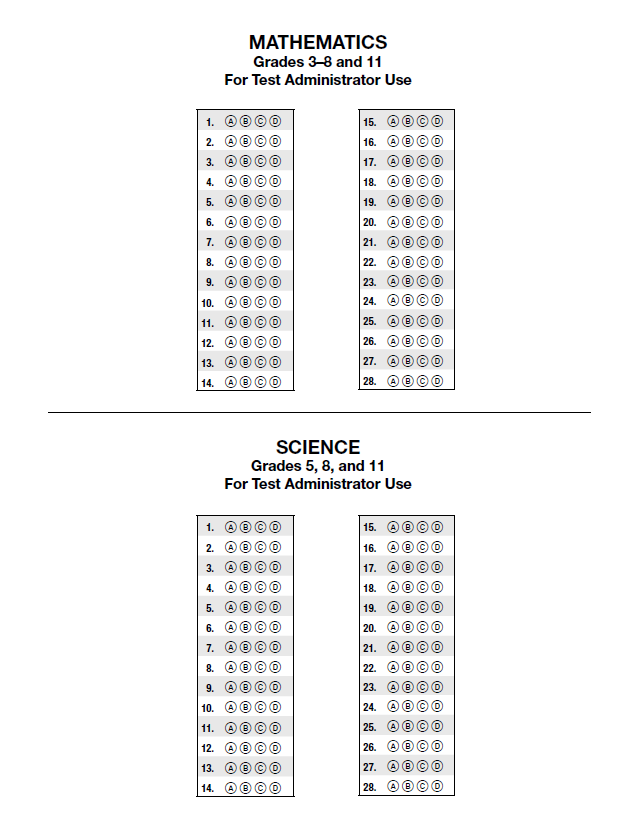 MATHEMATICS
Grades 3–8 and 11
For Test Administrator Use
1. Ⓐ Ⓑ Ⓒ Ⓓ
2. Ⓐ Ⓑ Ⓒ Ⓓ
3. Ⓐ Ⓑ Ⓒ Ⓓ
4. Ⓐ Ⓑ Ⓒ Ⓓ
5. Ⓐ Ⓑ Ⓒ Ⓓ
6. Ⓐ Ⓑ Ⓒ Ⓓ
7. Ⓐ Ⓑ Ⓒ Ⓓ
8. Ⓐ Ⓑ Ⓒ Ⓓ
9. Ⓐ Ⓑ Ⓒ Ⓓ
10. Ⓐ Ⓑ Ⓒ Ⓓ
11. Ⓐ Ⓑ Ⓒ Ⓓ
12. Ⓐ Ⓑ Ⓒ Ⓓ
13. Ⓐ Ⓑ Ⓒ Ⓓ
14. Ⓐ Ⓑ Ⓒ Ⓓ
15. Ⓐ Ⓑ Ⓒ Ⓓ
16. Ⓐ Ⓑ Ⓒ Ⓓ
17. Ⓐ Ⓑ Ⓒ Ⓓ
18. Ⓐ Ⓑ Ⓒ Ⓓ
19. Ⓐ Ⓑ Ⓒ Ⓓ
20. Ⓐ Ⓑ Ⓒ Ⓓ
21. Ⓐ Ⓑ Ⓒ Ⓓ
22. Ⓐ Ⓑ Ⓒ Ⓓ
23. Ⓐ Ⓑ Ⓒ Ⓓ
24. Ⓐ Ⓑ Ⓒ Ⓓ
25. Ⓐ Ⓑ Ⓒ Ⓓ
26. Ⓐ Ⓑ Ⓒ Ⓓ
27. Ⓐ Ⓑ Ⓒ Ⓓ
28. Ⓐ Ⓑ Ⓒ Ⓓ
SCIENCE
Grades 5, 8, and 11
For Test Administrator Use
1. Ⓐ Ⓑ Ⓒ Ⓓ
2. Ⓐ Ⓑ Ⓒ Ⓓ
3. Ⓐ Ⓑ Ⓒ Ⓓ
4. Ⓐ Ⓑ Ⓒ Ⓓ
5. Ⓐ Ⓑ Ⓒ Ⓓ
6. Ⓐ Ⓑ Ⓒ Ⓓ
7. Ⓐ Ⓑ Ⓒ Ⓓ
8. Ⓐ Ⓑ Ⓒ Ⓓ
9. Ⓐ Ⓑ Ⓒ Ⓓ
10. Ⓐ Ⓑ Ⓒ Ⓓ
11. Ⓐ Ⓑ Ⓒ Ⓓ
12. Ⓐ Ⓑ Ⓒ Ⓓ
13. Ⓐ Ⓑ Ⓒ Ⓓ
14. Ⓐ Ⓑ Ⓒ Ⓓ
15. Ⓐ Ⓑ Ⓒ Ⓓ
16. Ⓐ Ⓑ Ⓒ Ⓓ
17. Ⓐ Ⓑ Ⓒ Ⓓ
18. Ⓐ Ⓑ Ⓒ Ⓓ
19. Ⓐ Ⓑ Ⓒ Ⓓ
20. Ⓐ Ⓑ Ⓒ Ⓓ
21. Ⓐ Ⓑ Ⓒ Ⓓ
22. Ⓐ Ⓑ Ⓒ Ⓓ
23. Ⓐ Ⓑ Ⓒ Ⓓ
24. Ⓐ Ⓑ Ⓒ Ⓓ
25. Ⓐ Ⓑ Ⓒ Ⓓ
26. Ⓐ Ⓑ Ⓒ Ⓓ
27. Ⓐ Ⓑ Ⓒ Ⓓ
28. Ⓐ Ⓑ Ⓒ Ⓓ